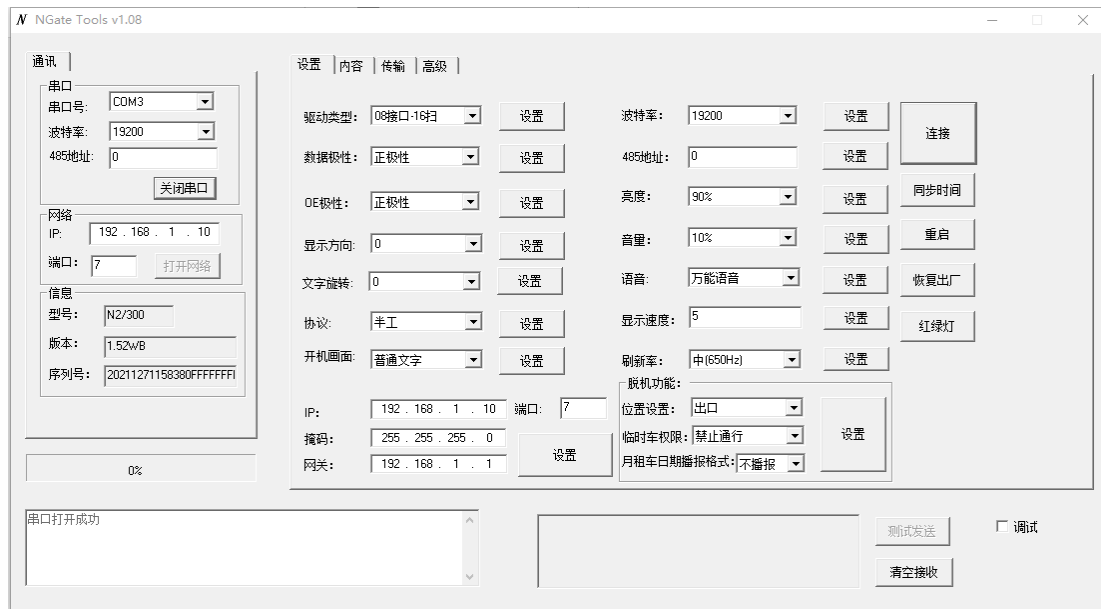 NGate Tools v1.08
通讯
串口
串口号: COM3
波特率: 19200
485地址: 0
关闭串口
网络
IP: 192 . 168 . 1 . 10
端口: 7 打开网络
信息
型号: N2/300
版本: 1.52WB
序列号: 20211271158380FFFFFFF
0%
设置 内容 传输 高级
驱动类型: 08接口-16扫 设置
数据极性: 正极性 设置
OE极性: 正极性 设置
显示方向: 0 设置
文字旋转: 0 设置
协议: 半工 设置
开机画面: 普通文字 设置
IP: 192 . 168 . 1 . 10 端口: 7
掩码: 255 . 255 . 255 . 0
网关: 192 . 168 . 1 . 1
设置
波特率: 19200 设置
485地址: 0 设置
亮度: 90% 设置
音量: 10% 设置
语音: 万能语音 设置
显示速度: 5 设置
刷新率: 中(650Hz) 设置
脱机功能:
位置设置: 出口
临时车权限: 禁止通行
月租车日期播报格式: 不播报
设置
连接
同步时间
重启
恢复出厂
红绿灯
串口打开成功
测试发送
清空接收
调试